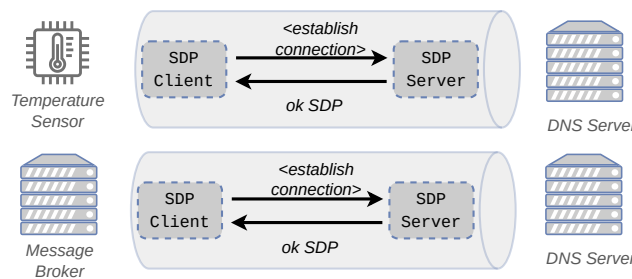 <establish
connection>
SDP
Client
SDP
Server
ok SDP
Temperature
Sensor
DNS Server
<establish
connection>
SDP
Client
SDP
Server
ok SDP
Message
Broker
DNS Server